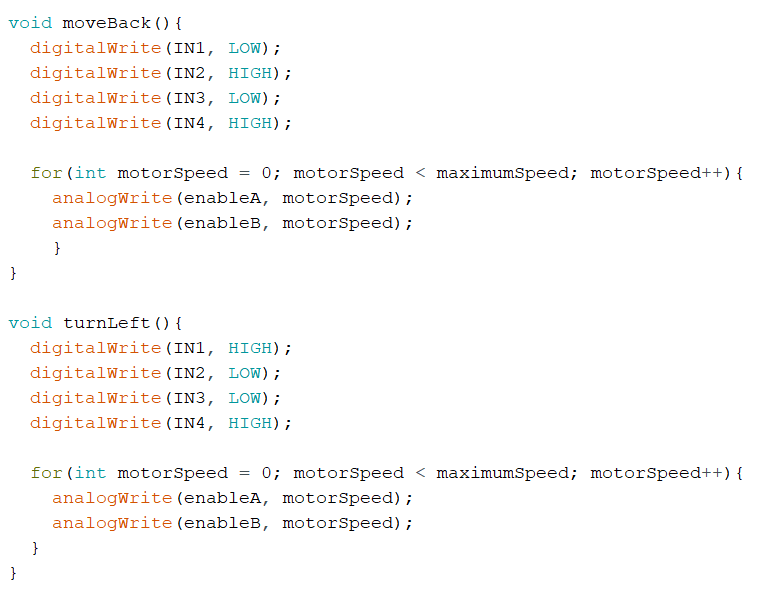 void moveBack(){
  digitalWrite(IN1, LOW);
  digitalWrite(IN2, HIGH);
  digitalWrite(IN3, LOW);
  digitalWrite(IN4, HIGH);

  for(int motorSpeed = 0; motorSpeed < maximumSpeed; motorSpeed++){
    analogWrite(enableA, motorSpeed);
    analogWrite(enableB, motorSpeed);
    }
}

void turnLeft(){
  digitalWrite(IN1, HIGH);
  digitalWrite(IN2, LOW);
  digitalWrite(IN3, LOW);
  digitalWrite(IN4, HIGH);

  for(int motorSpeed = 0; motorSpeed < maximumSpeed; motorSpeed++){
    analogWrite(enableA, motorSpeed);
    analogWrite(enableB, motorSpeed);
  }
}